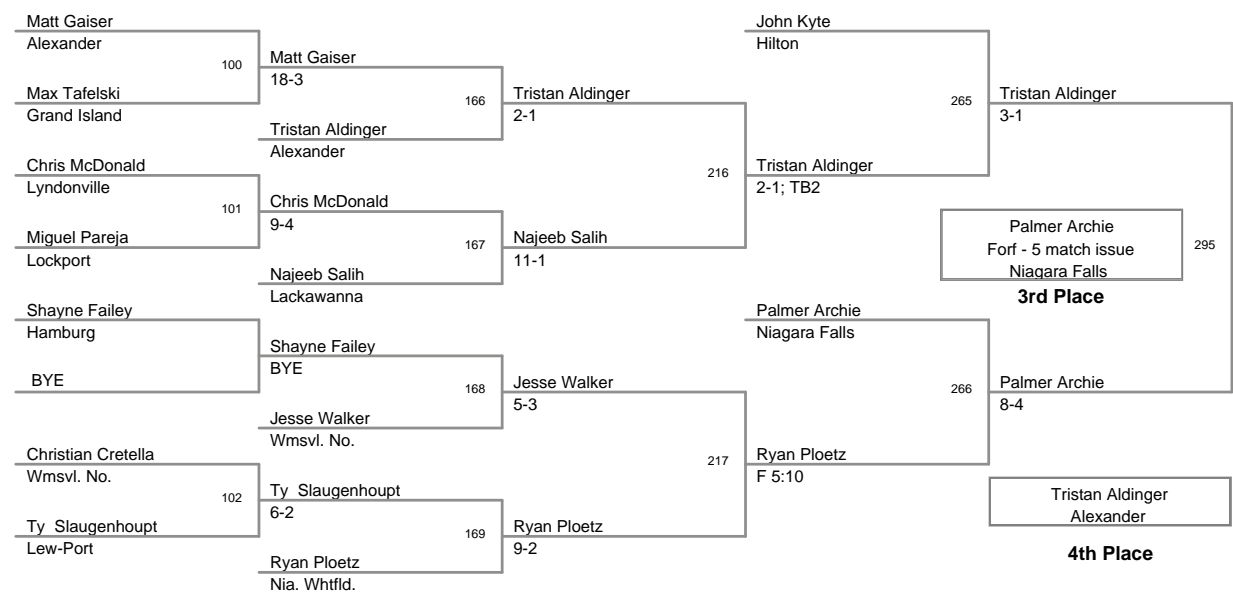 Matt Gaiser
Alexander
100
Max Tafelski
Grand Island
Chris McDonald
Lyndonville
101
Miguel Pareja
Lockport
Shayne Failey
Hamburg
BYE
Christian Cretella
Wmsvl. No.
102
Ty Slaugenhoupt
Lew-Port
Matt Gaiser
18-3
166
Tristan Aldinger
Alexander
Chris McDonald
9-4
167
Najeeb Salih
Lackawanna
Shayne Failey
BYE
168
Jesse Walker
Wmsvl. No.
Ty Slaugenhoupt
6-2
169
Ryan Ploetz
Nia. Whtfld.
Tristan Aldinger
2-1
216
Najeeb Salih
11-1
Jesse Walker
5-3
217
Ryan Ploetz
9-2
John Kyte
Hilton
265
Tristan Aldinger
2-1; TB2
Palmer Archie
Niagara Falls
266
Ryan Ploetz
F 5:10
Tristan Aldinger
3-1
Palmer Archie
Forf - 5 match issue
Niagara Falls
295
3rd Place
Palmer Archie
8-4
Tristan Aldinger
Alexander
4th Place